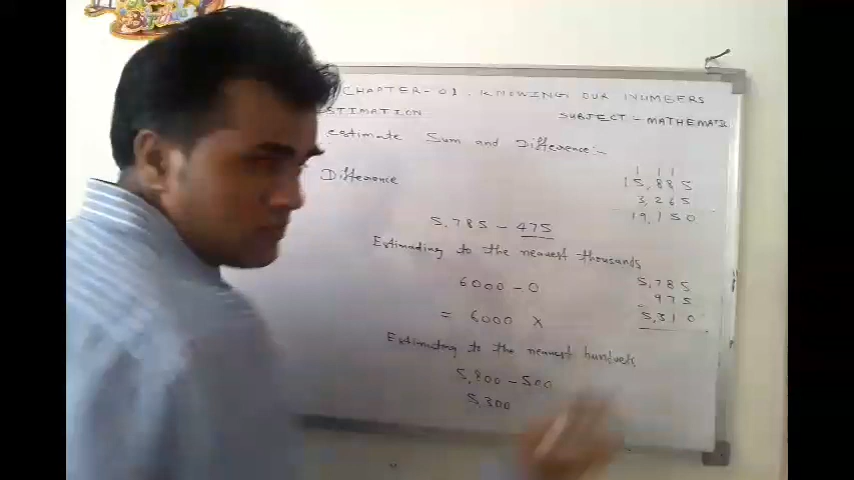 CHAPTER-01. KNOWING OUR NUMBERS
STIMATION
SUBJECT - MATHEMATIC
estimate Sum and Difference:-
Difference
1 1 1
15,885
3,265
19,150
5,785 - 475
Estimating to the nearest thousands
6000 - 0
= 6000 X
5,785
975
5,310
Estimating to the nearest hundreds
5,800 - 500
5,300